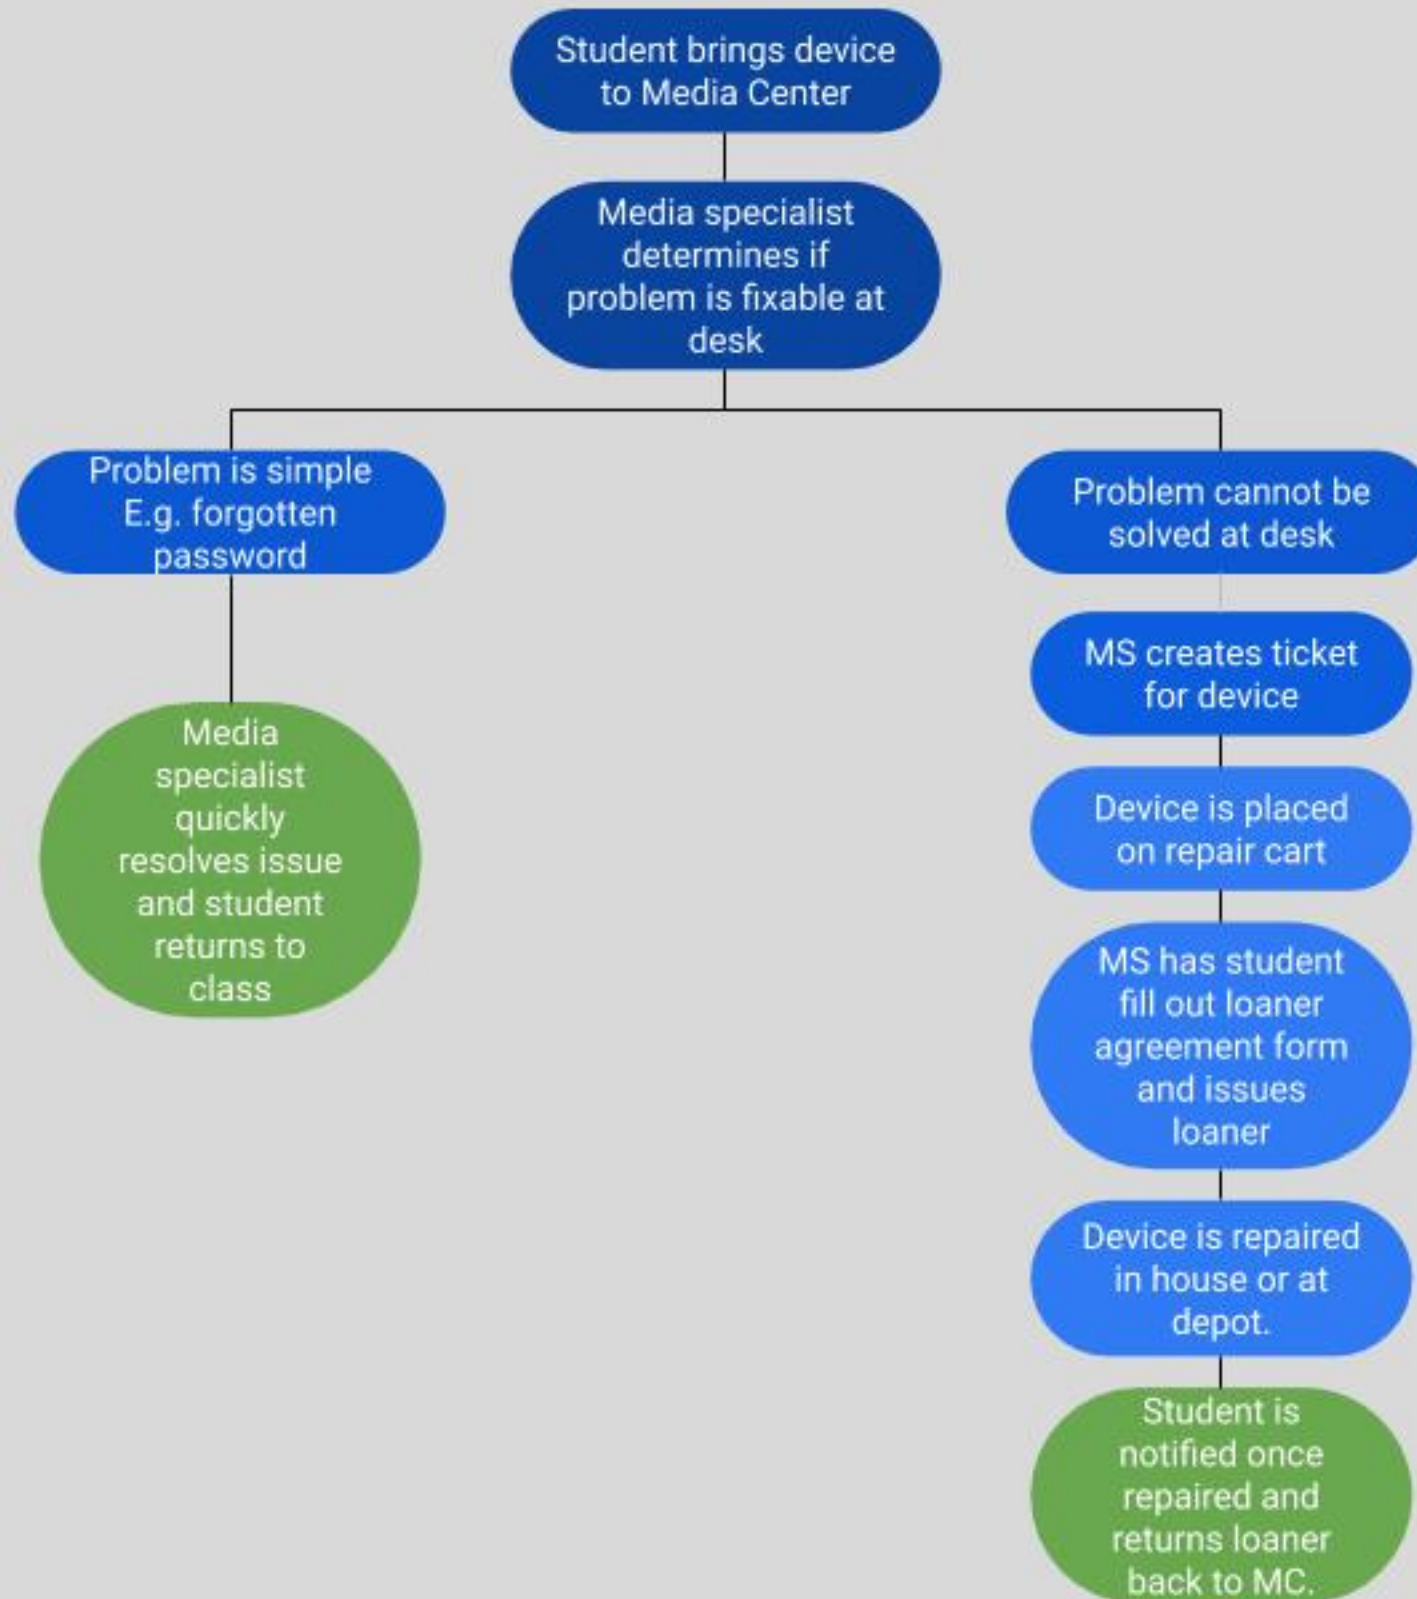 Student brings device
to Media Center
Media specialist
determines if
problem is fixable at
desk
Problem is simple
E.g. forgotten
password
Media
specialist
quickly
resolves issue
and student
returns to
class
Problem cannot be
solved at desk
MS creates ticket
for device
Device is placed
on repair cart
MS has student
fill out loaner
agreement form
and issues
loaner
Device is repaired
in house or at
depot.
Student is
notified once
repaired and
returns loaner
back to MC.